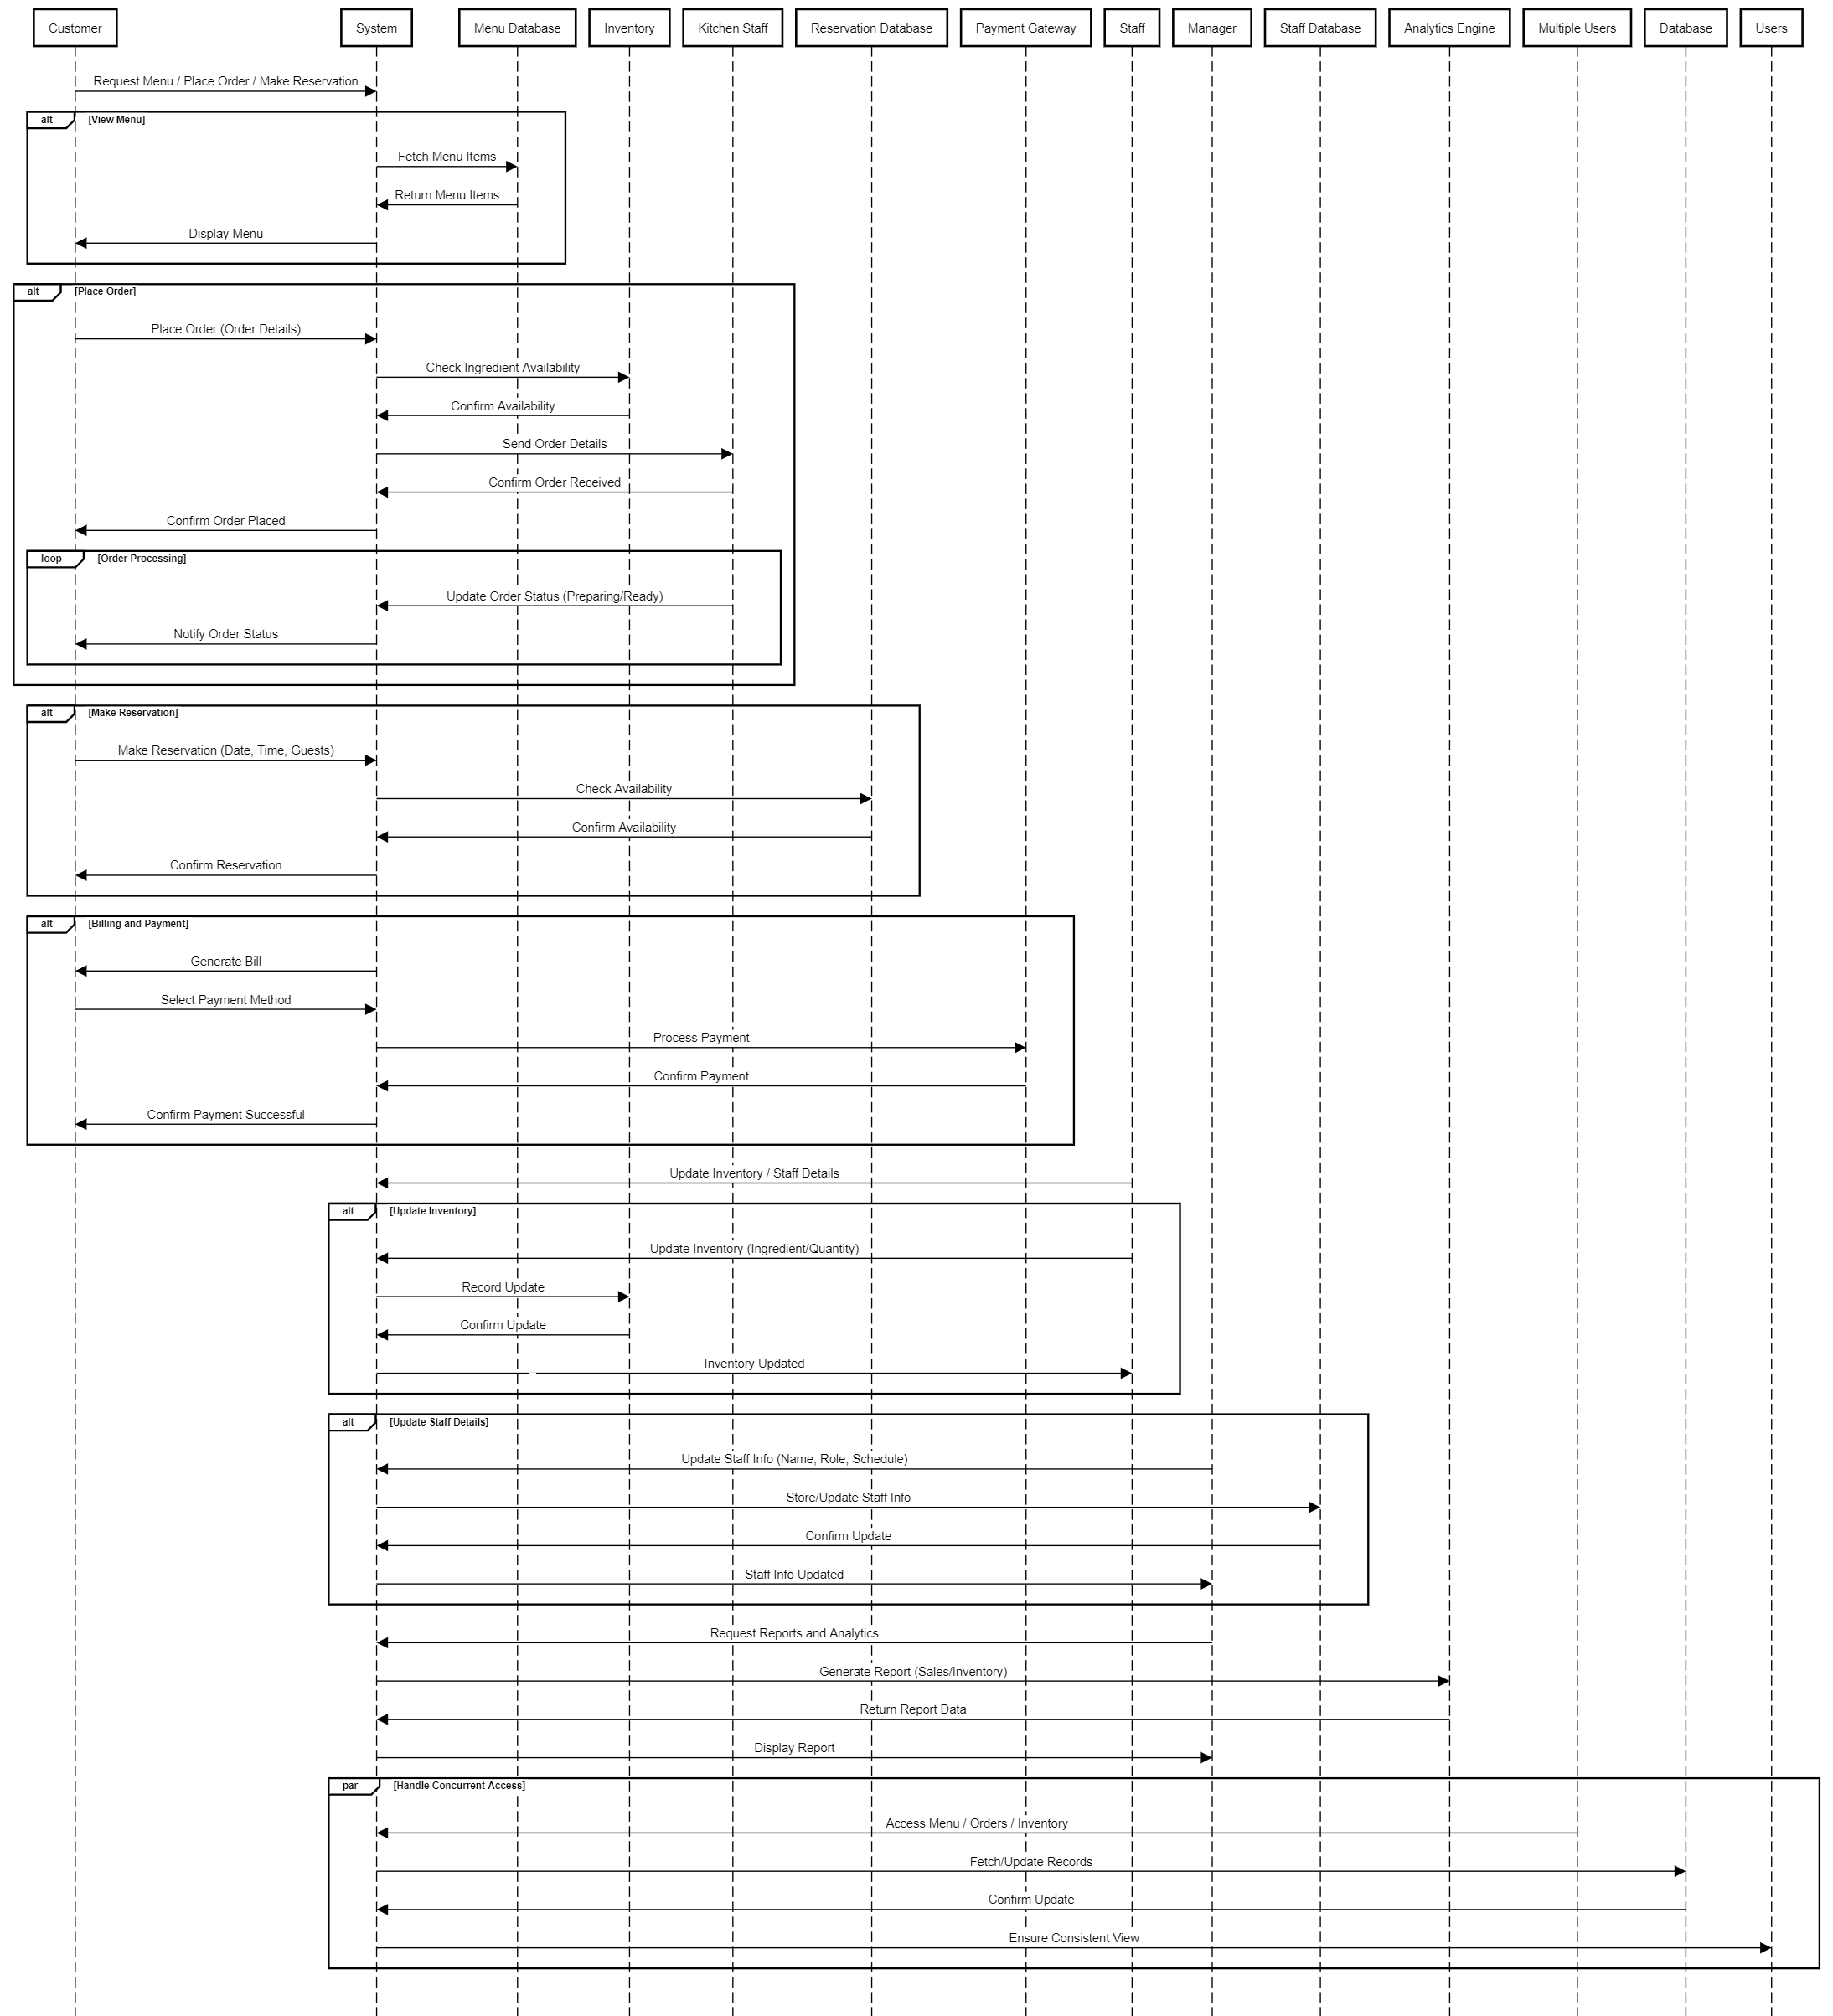 Customer
System
Menu Database
Inventory
Kitchen Staff
Reservation Database
Payment Gateway
Staff
Manager
Staff Database
Analytics Engine
Multiple Users
Database
Users
Request Menu / Place Order / Make Reservation
alt
[View Menu]
Fetch Menu Items
Return Menu Items
Display Menu
alt
[Place Order]
Place Order (Order Details)
Check Ingredient Availability
Confirm Availability
Send Order Details
Confirm Order Received
Confirm Order Placed
loop
[Order Processing]
Update Order Status (Preparing/Ready)
Notify Order Status
alt
[Make Reservation]
Make Reservation (Date, Time, Guests)
Check Availability
Confirm Availability
Confirm Reservation
alt
[Billing and Payment]
Generate Bill
Select Payment Method
Process Payment
Confirm Payment
Confirm Payment Successful
Update Inventory / Staff Details
alt
[Update Inventory]
Update Inventory (Ingredient/Quantity)
Record Update
Confirm Update
Inventory Updated
alt
[Update Staff Details]
Update Staff Info (Name, Role, Schedule)
Store/Update Staff Info
Confirm Update
Staff Info Updated
Request Reports and Analytics
Generate Report (Sales/Inventory)
Return Report Data
Display Report
par
[Handle Concurrent Access]
Access Menu / Orders / Inventory
Fetch/Update Records
Confirm Update
Ensure Consistent View